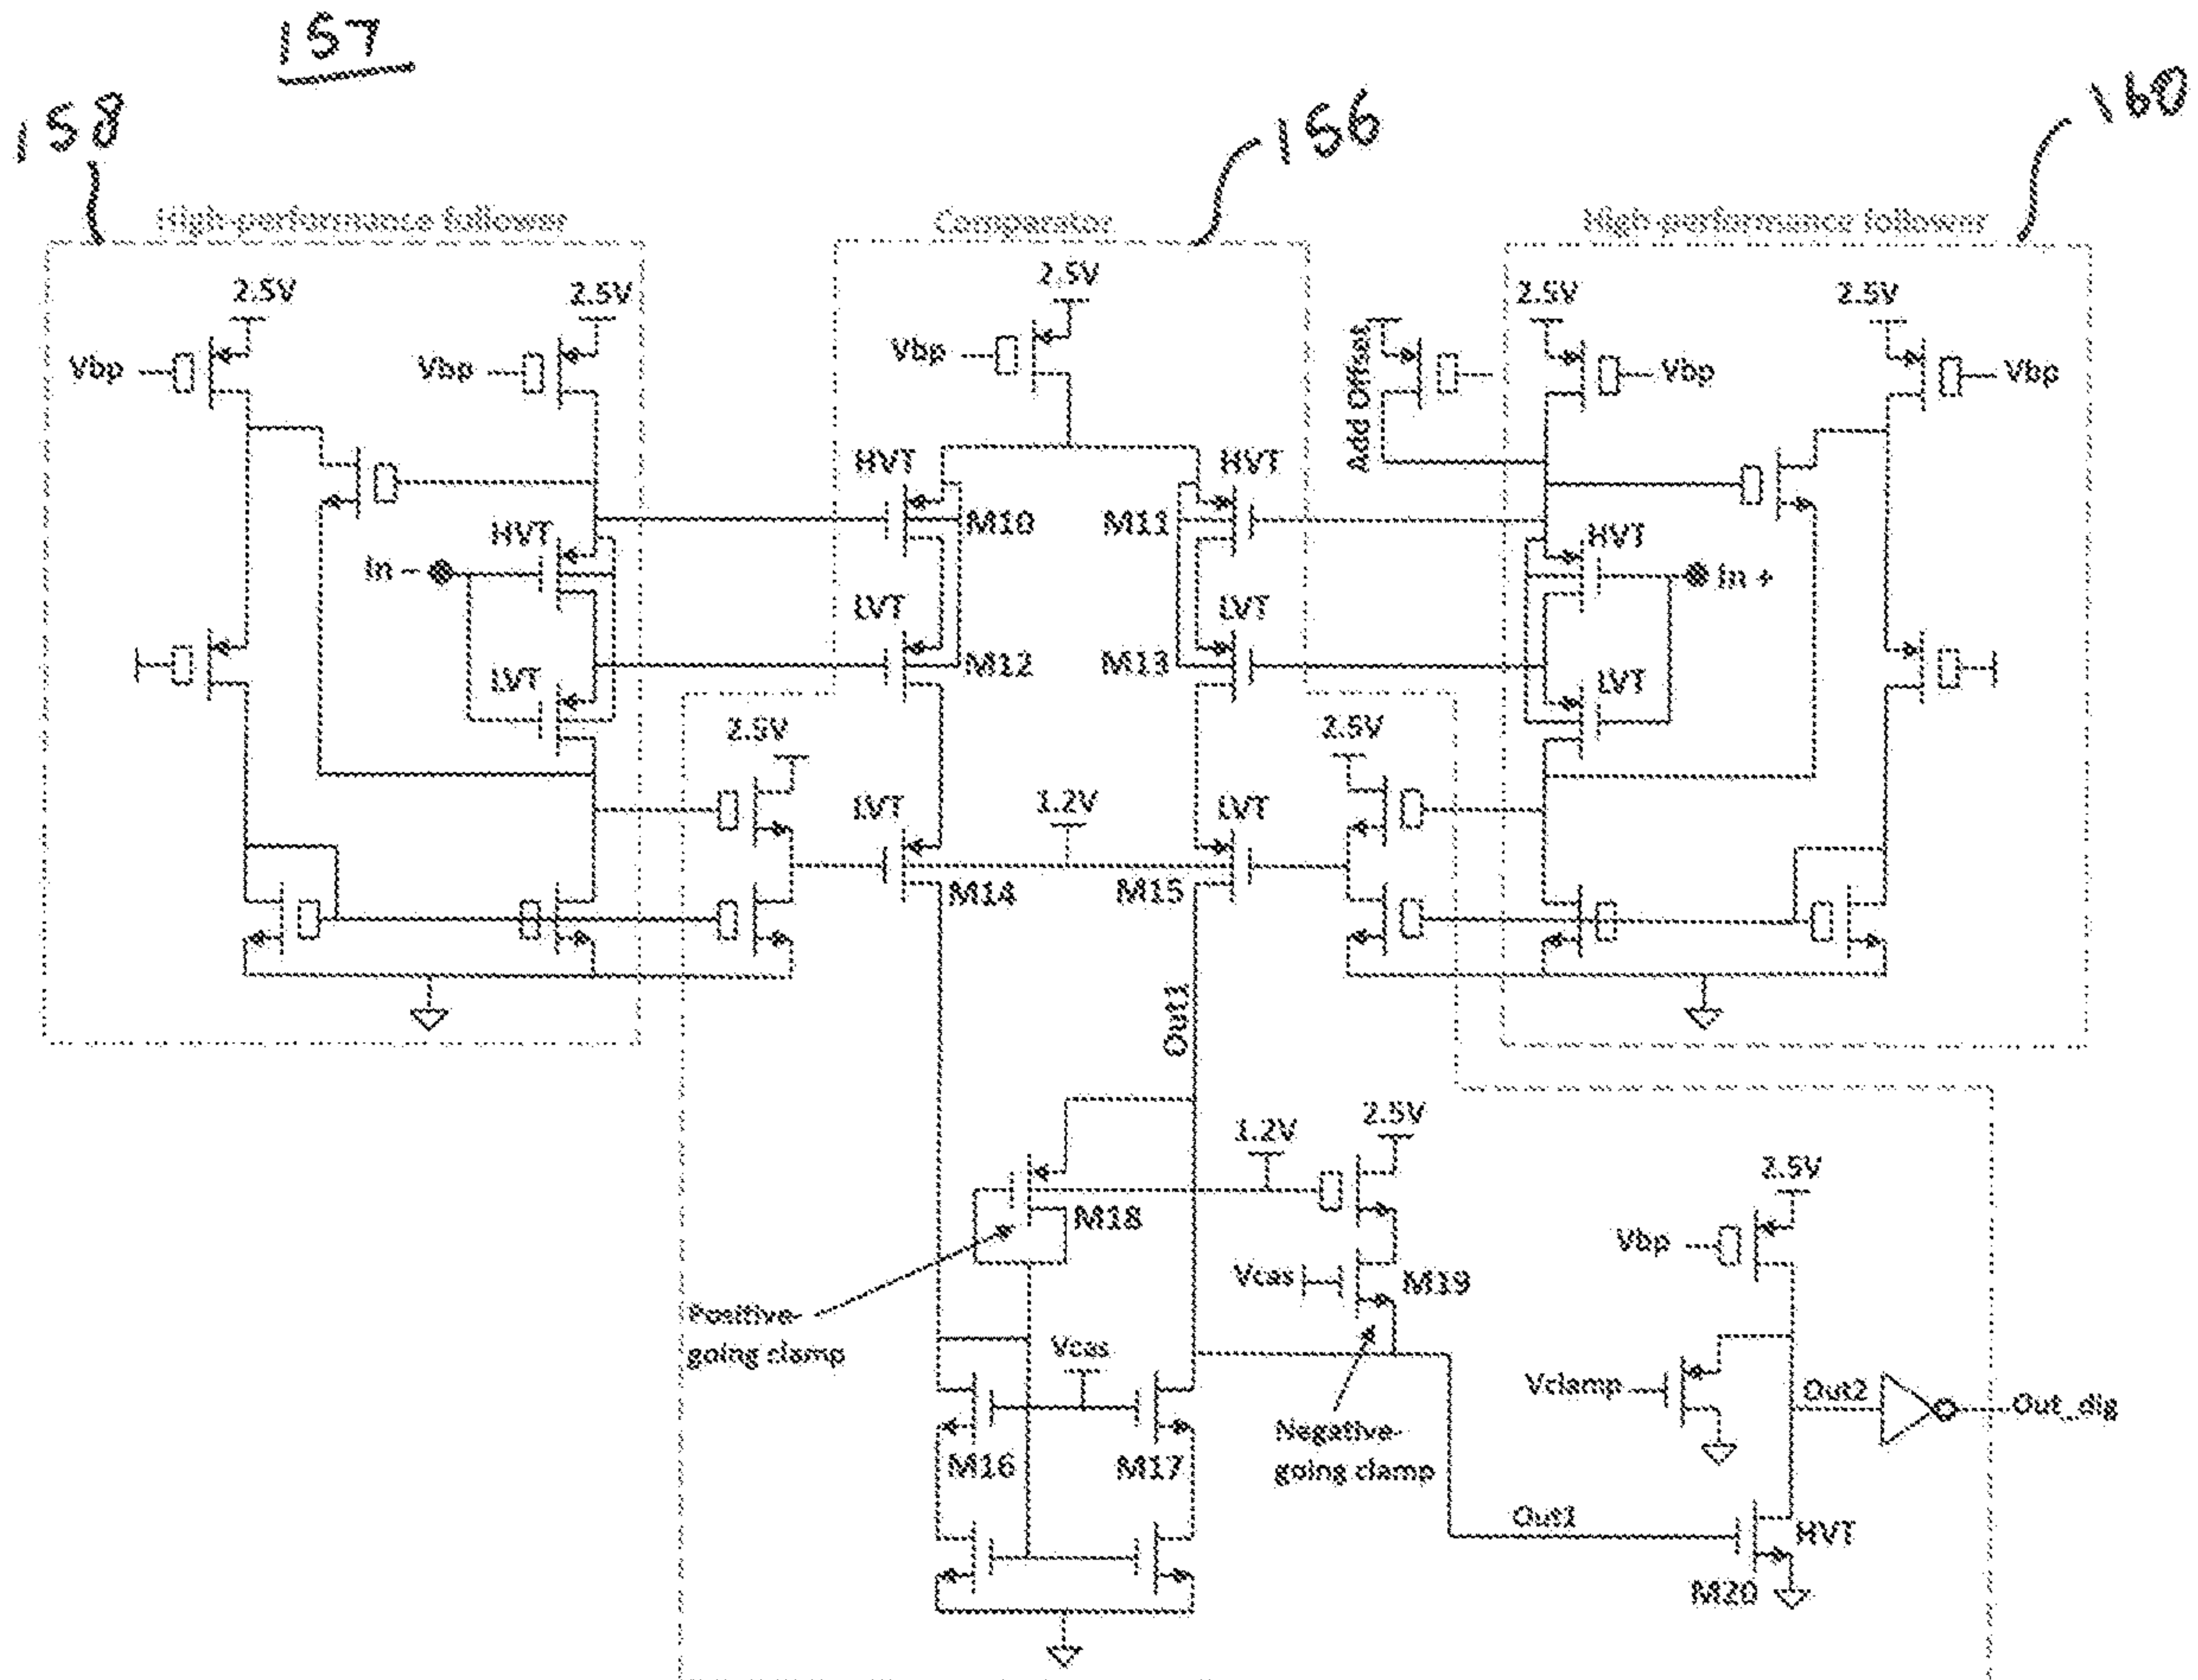 157
158
156
160
High-performance follower
Comparator
High-performance follower
2.5V
2.5V
2.5V
2.5V
2.5V
Vbp
Vbp
Vbp
Add Offset
Vbp
Vbp
HVT
HVT
M10
M11
HVT
HVT
In -
In +
LVT
LVT
M12
M13
LVT
LVT
2.5V
2.5V
LVT
1.2V
LVT
M14
M15
Out1
1.2V
2.5V
M18
2.5V
Vbp
Vcas
M19
Positive-
going clamp
Vcas
Vclamp
Out2
Out_dig
Negative-
going clamp
M16
M17
Out1
HVT
M20